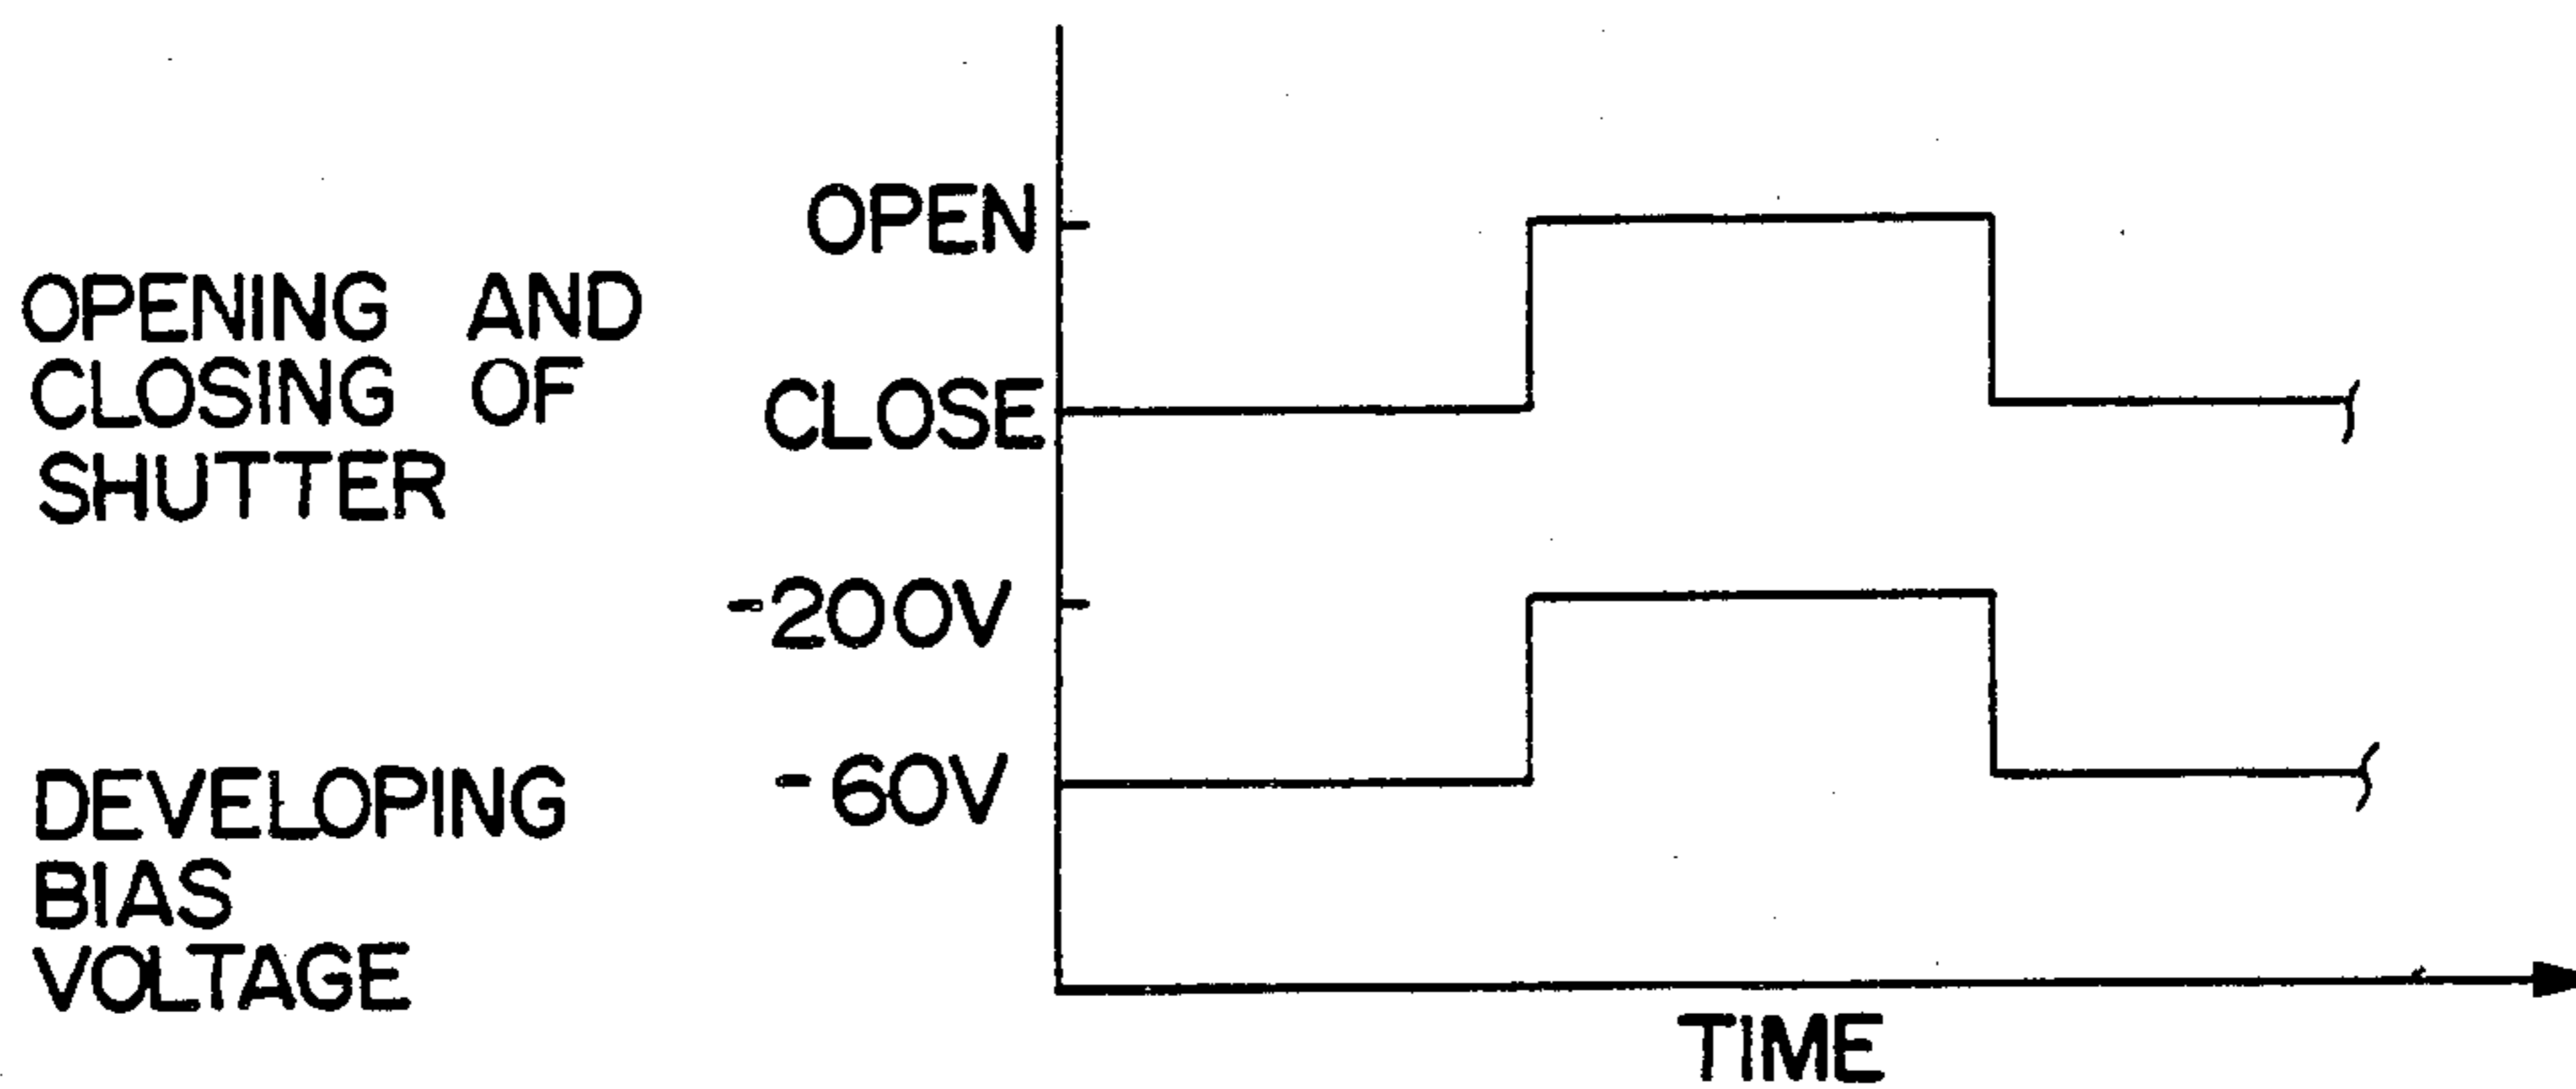 OPEN
OPENING AND
CLOSING OF
SHUTTER
CLOSE
-200V
-60V
DEVELOPING
BIAS
VOLTAGE
TIME